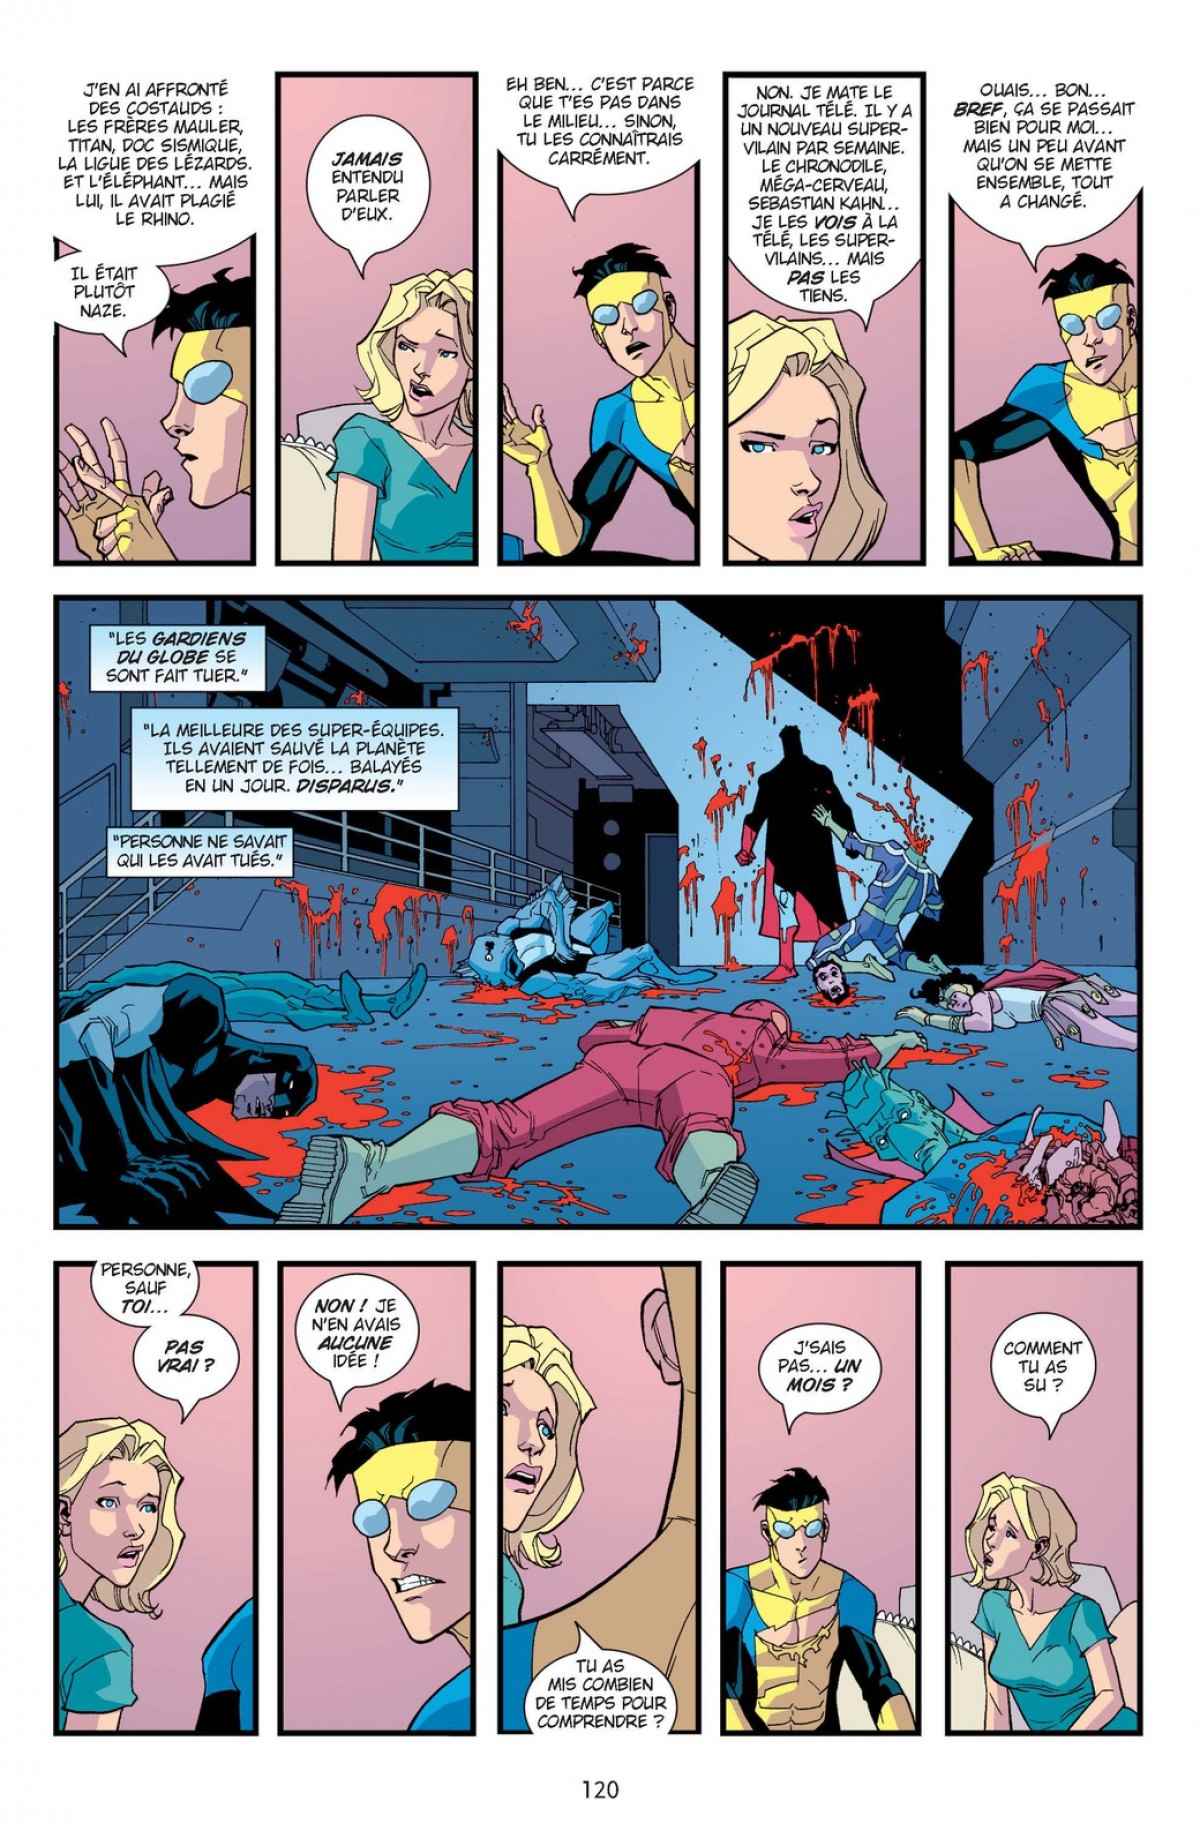 J'EN AI AFFRONTÉ
DES COSTAUDS :
LES FRÈRES MAULER,
TITAN, DOC SISMIQUE,
LA LIGUE DES LÉZARDS.
ET L'ÉLÉPHANT... MAIS
LUI, IL AVAIT PLAGIÉ
LE RHINO.
IL ÉTAIT
PLUTÔT
NAZE.
JAMAIS
ENTENDU
PARLER
D'EUX.
EH BEN... C'EST PARCE
QUE T'ES PAS DANS
LE MILIEU... SINON,
TU LES CONNAÎTRAIS
CARRÉMENT.
NON. JE MATE LE
JOURNAL TÉLÉ. IL Y A
UN NOUVEAU SUPER-
VILAIN PAR SEMAINE.
LE CHRONODILE,
MÉGA-CERVEAU,
SEBASTIAN KAHN...
JE LES VOIS À LA
TÉLÉ, LES SUPER-
VILAINS... MAIS
PAS LES
TIENS.
OUAIS... BON...
BREF, ÇA SE PASSAIT
BIEN POUR MOI...
MAIS UN PEU AVANT
QU'ON SE METTE
ENSEMBLE, TOUT
A CHANGÉ.
"LES GARDIENS
DU GLOBE SE
SONT FAIT TUER."
"LA MEILLEURE DES SUPER-ÉQUIPES.
ILS AVAIENT SAUVÉ LA PLANÈTE
TELLEMENT DE FOIS... BALAYÉS
EN UN JOUR. DISPARUS."
"PERSONNE NE SAVAIT
QUI LES AVAIT TUÉS."
PERSONNE,
SAUF
TOI...
PAS
VRAI ?
NON ! JE
N'EN AVAIS
AUCUNE
IDÉE !
TU AS
MIS COMBIEN
DE TEMPS POUR
COMPRENDRE ?
J'SAIS
PAS... UN
MOIS ?
COMMENT
TU AS
SU ?
120